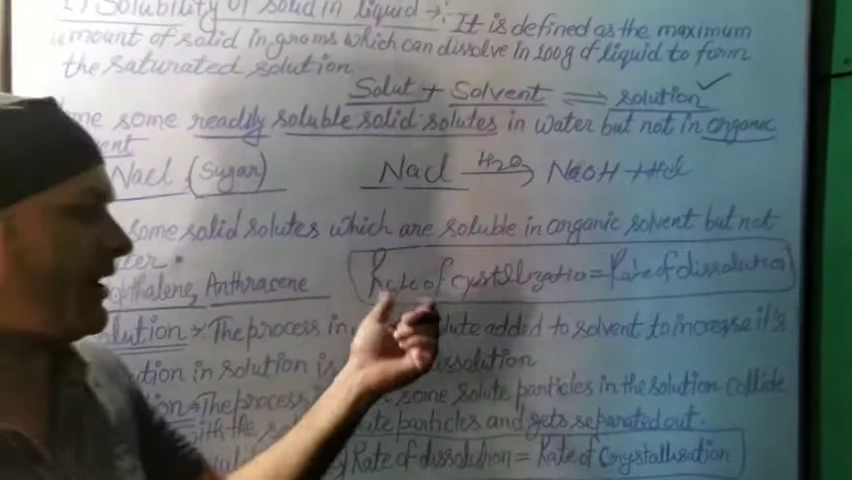 Solubility of solid in liquid →: It is defined as the maximum
amount of solid in grams which can dissolve in 100g of liquid to form
the saturated solution.
Solut + Solvent ⇌ solution ✓
some readily soluble solid solutes in water but not in organic
Nacl (Sugar) Nacl H2O → NaOH + Hcl
some solid solutes which are soluble in organic solvent but not
Anthracene Rate of crystallization = Rate of dissolution
The process in lute added to solvent to increase it's
in solution is dissolution
The process some solute particles in the solution collide
with the particles and gets separated out.
Rate of dissolution = Rate of Crystallisation